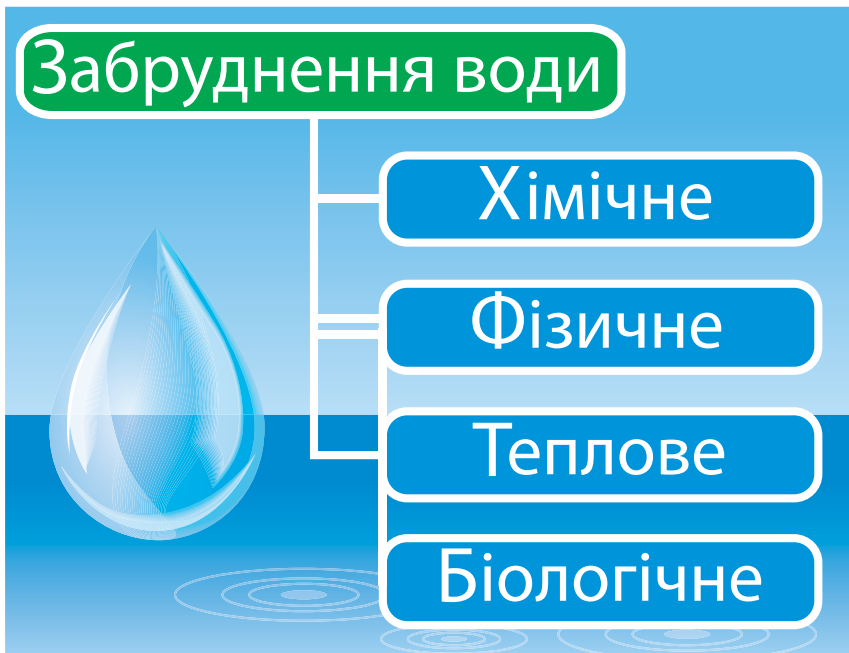 Забруднення води
Хімічне
Фізичне
Теплове
Біологічне